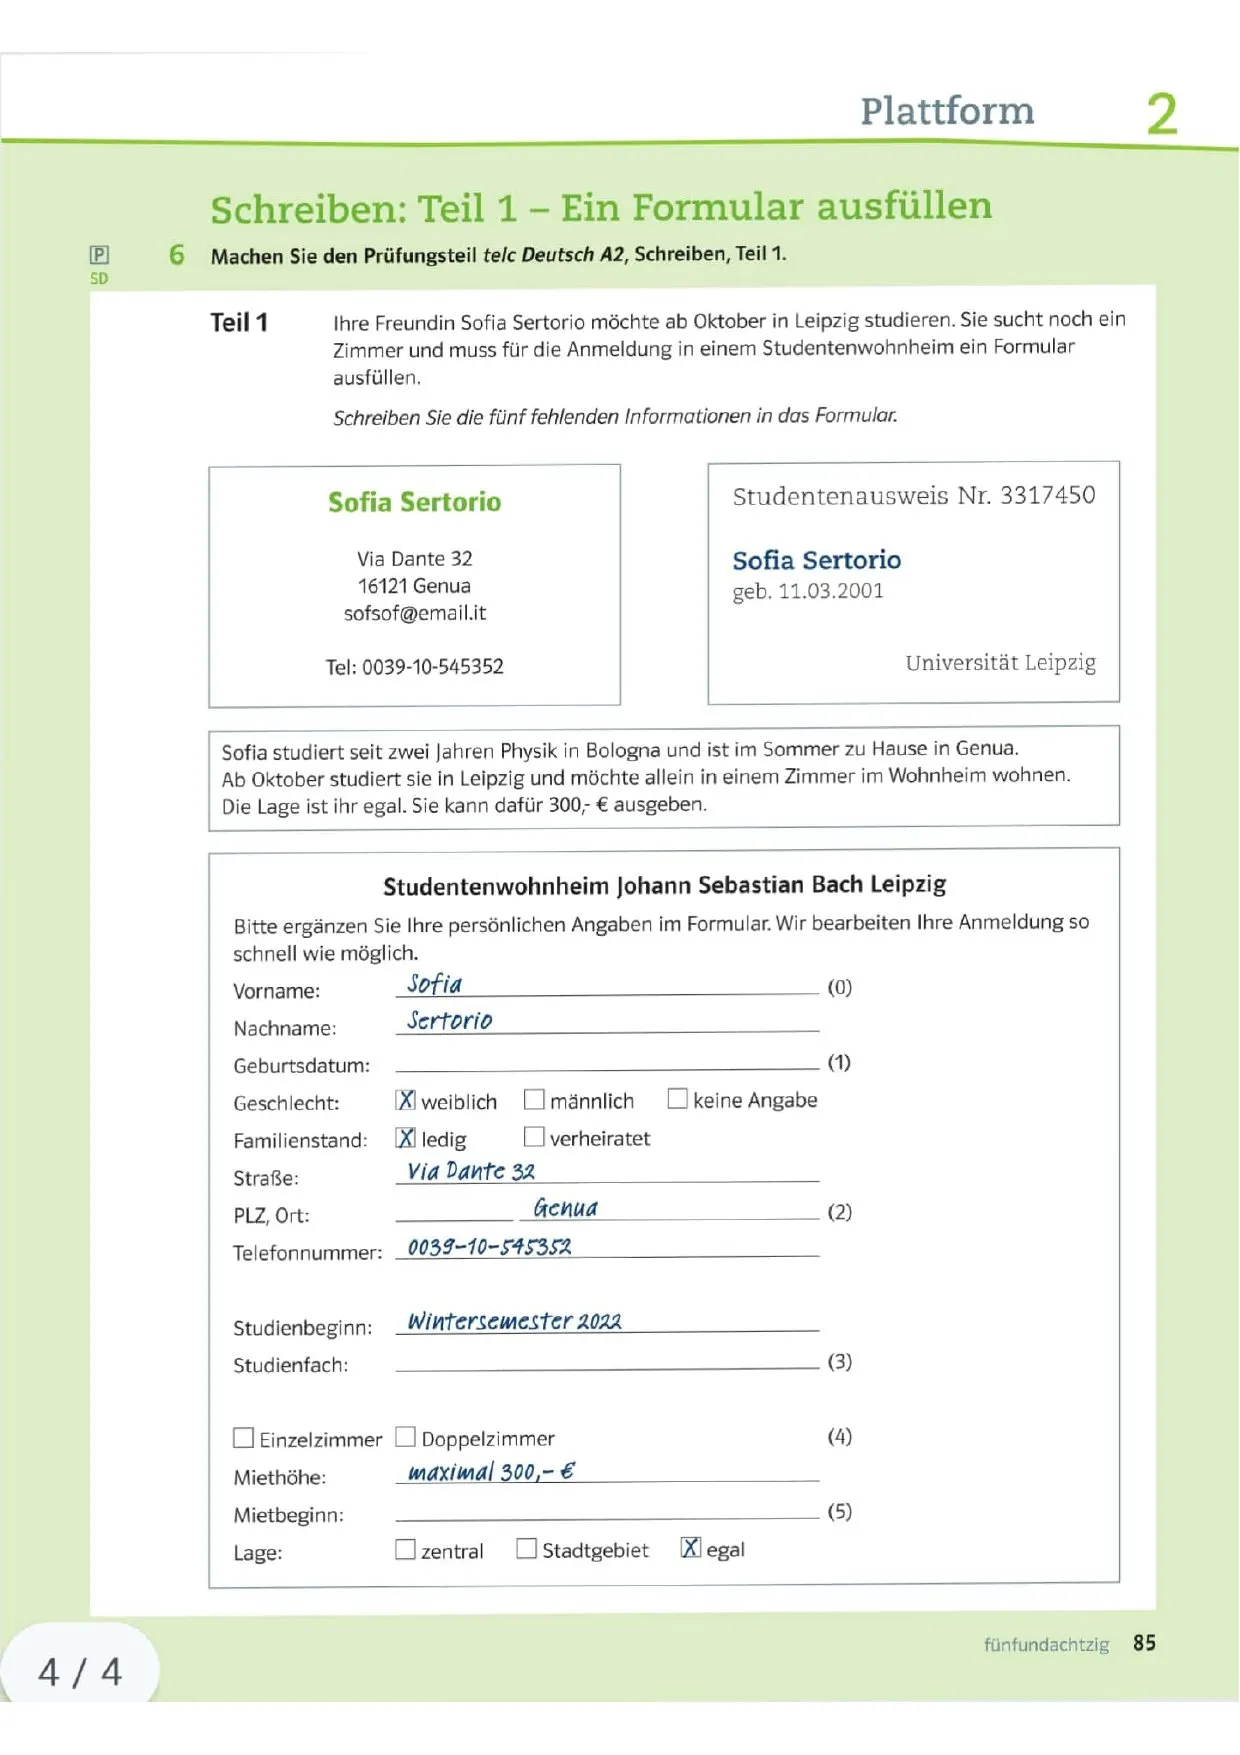 Plattform 2
Schreiben: Teil 1 – Ein Formular ausfüllen
P
SD
6 Machen Sie den Prüfungsteil telc Deutsch A2, Schreiben, Teil 1.
Teil 1
Ihre Freundin Sofia Sertorio möchte ab Oktober in Leipzig studieren. Sie sucht noch ein
Zimmer und muss für die Anmeldung in einem Studentenwohnheim ein Formular
ausfüllen.
Schreiben Sie die fünf fehlenden Informationen in das Formular.
Sofia Sertorio
Via Dante 32
16121 Genua
sofsof@email.it
Tel: 0039-10-545352
Studentenausweis Nr. 3317450
Sofia Sertorio
geb. 11.03.2001
Universität Leipzig
Sofia studiert seit zwei Jahren Physik in Bologna und ist im Sommer zu Hause in Genua.
Ab Oktober studiert sie in Leipzig und möchte allein in einem Zimmer im Wohnheim wohnen.
Die Lage ist ihr egal. Sie kann dafür 300,- € ausgeben.
Studentenwohnheim Johann Sebastian Bach Leipzig
Bitte ergänzen Sie Ihre persönlichen Angaben im Formular. Wir bearbeiten Ihre Anmeldung so
schnell wie möglich.
Vorname: Sofia (0)
Nachname: Sertorio
Geburtsdatum: (1)
Geschlecht: X weiblich männlich keine Angabe
Familienstand: X ledig verheiratet
Straße: Via Dante 32
PLZ, Ort: Genua (2)
Telefonnummer: 0039-10-545352
Studienbeginn: Wintersemester 2022
Studienfach: (3)
Einzelzimmer Doppelzimmer (4)
Miethöhe: maximal 300,- €
Mietbeginn: (5)
Lage: zentral Stadtgebiet X egal
fünfundachtzig 85
4 / 4